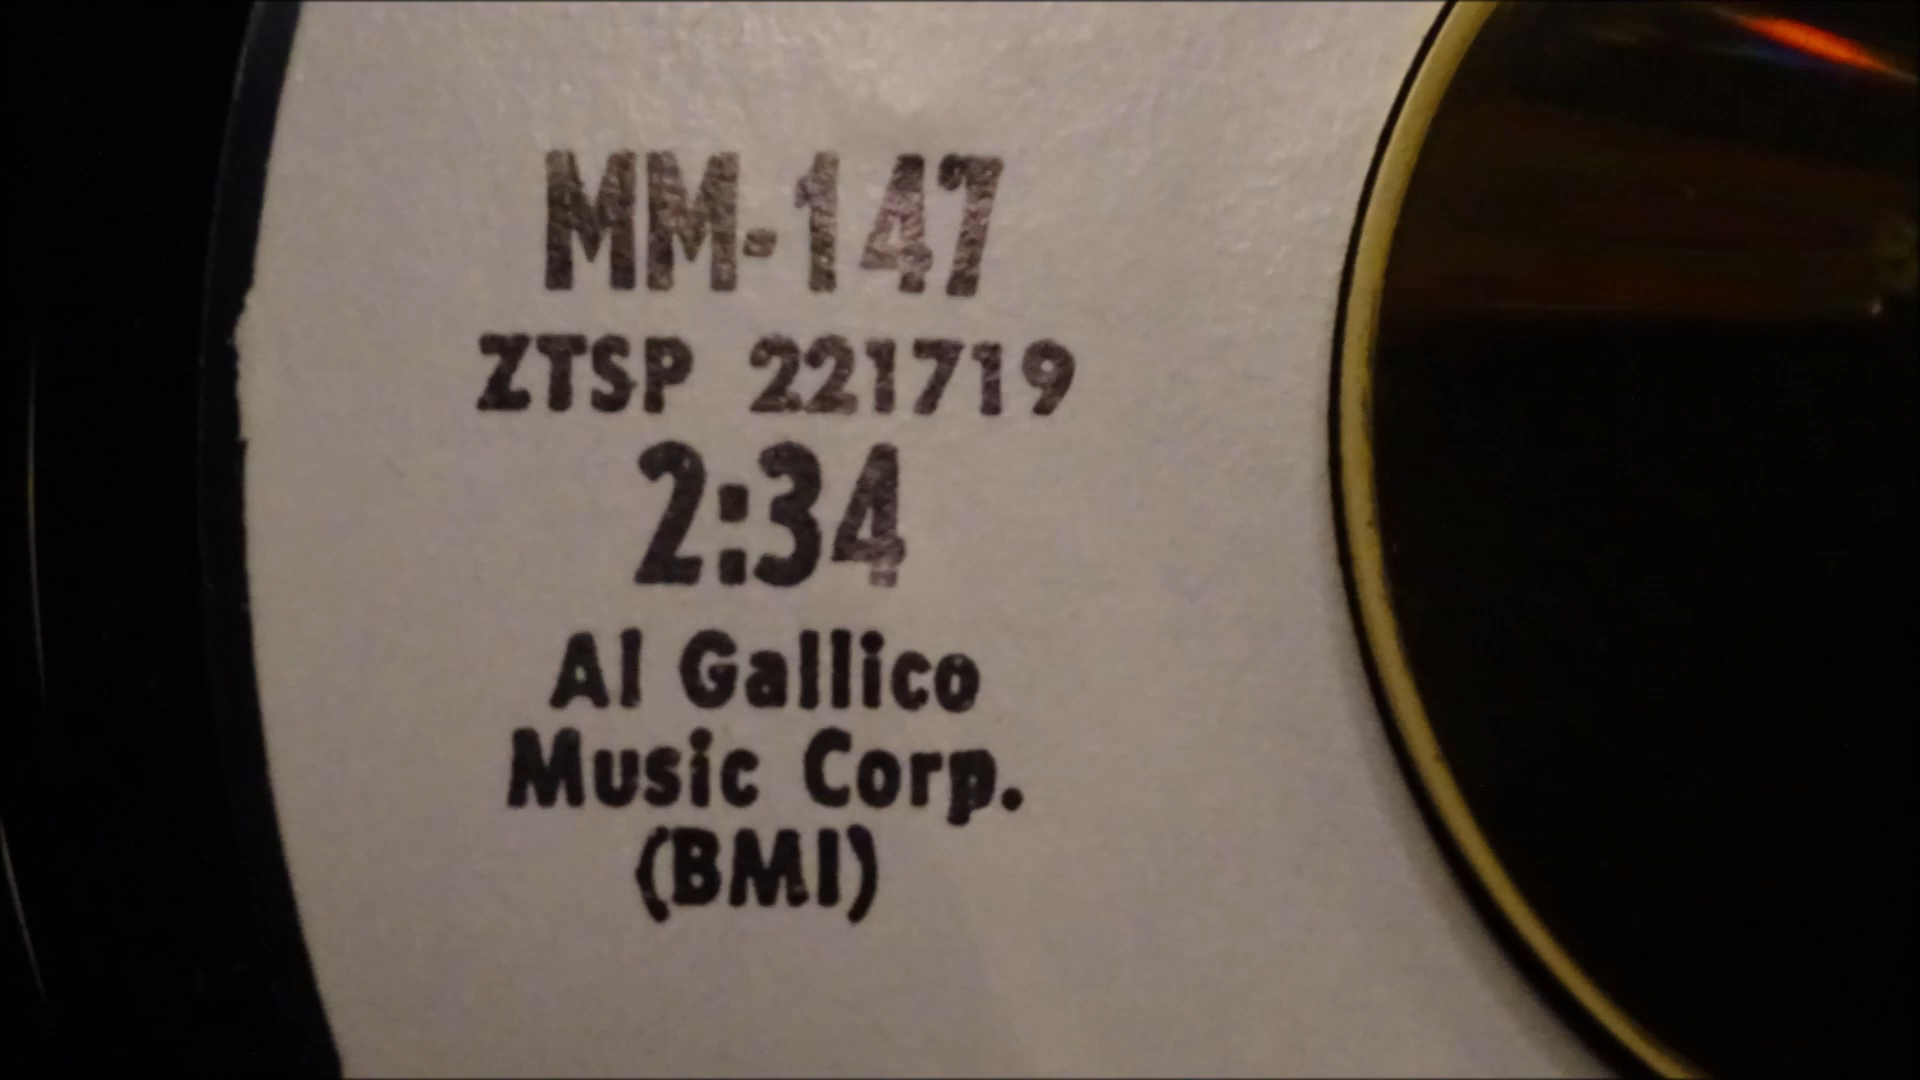 MM-147
ZTSP 221719
2:34
Al Gallico
Music Corp.
(BMI)